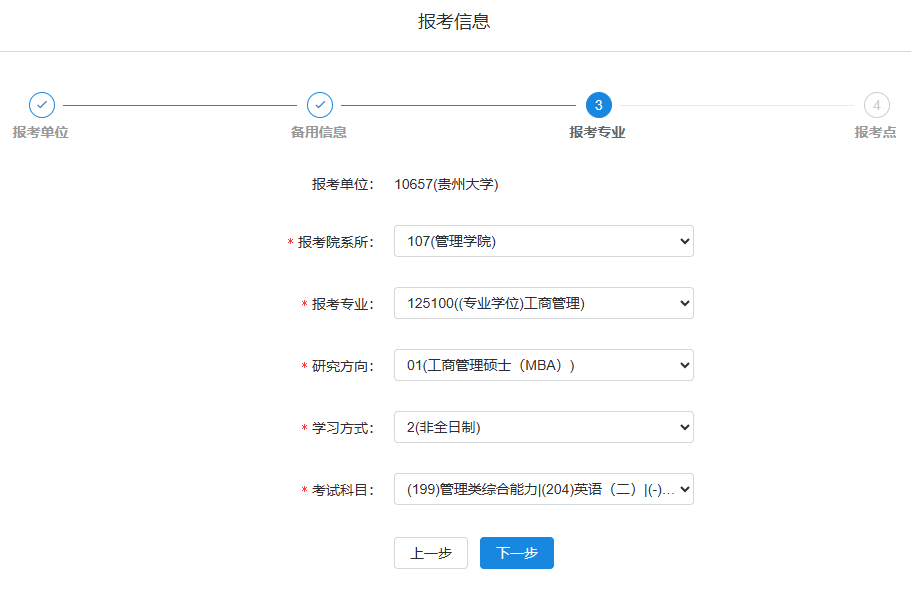 报考信息
3 4
报考单位 备用信息 报考专业 报考点
报考单位： 10657(贵州大学)
* 报考院系所： 107(管理学院)
* 报考专业： 125100((专业学位)工商管理)
* 研究方向： 01(工商管理硕士（MBA）)
* 学习方式： 2(非全日制)
* 考试科目： (199)管理类综合能力|(204)英语（二）|(-)...
上一步 下一步